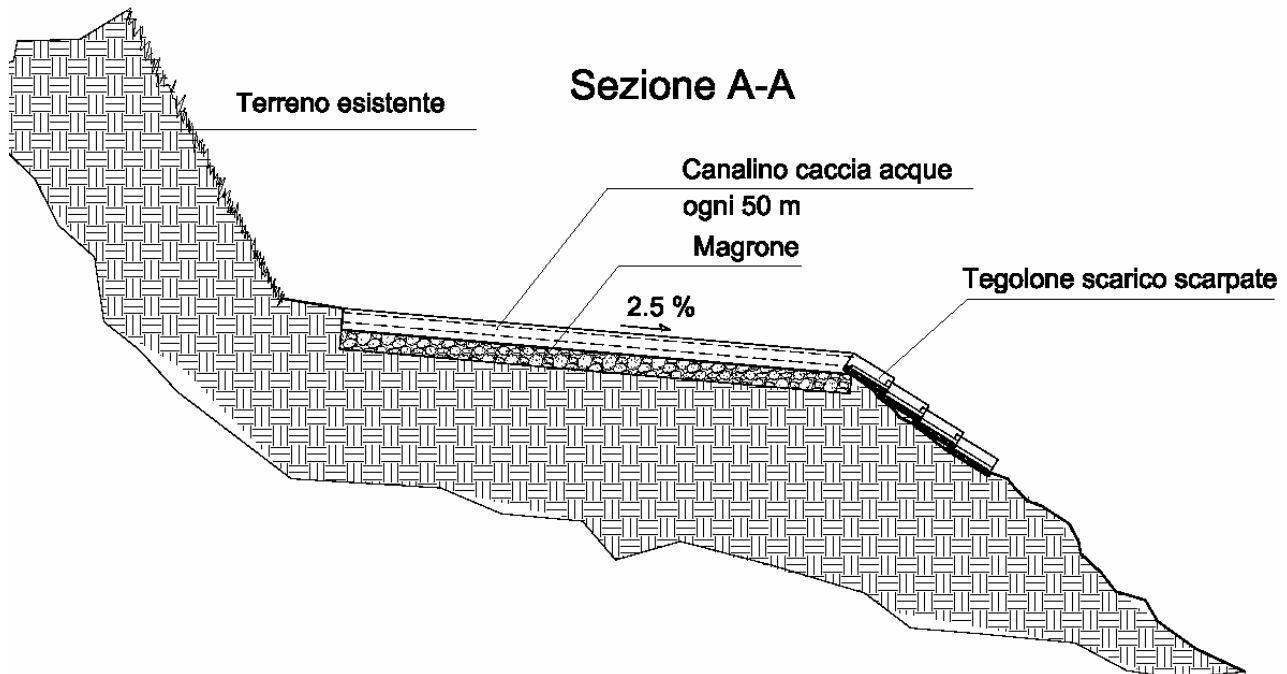 Sezione A-A
Terreno esistente
Canalino caccia acque
ogni 50 m
Magrone
Tegolone scarico scarpate
2.5 %